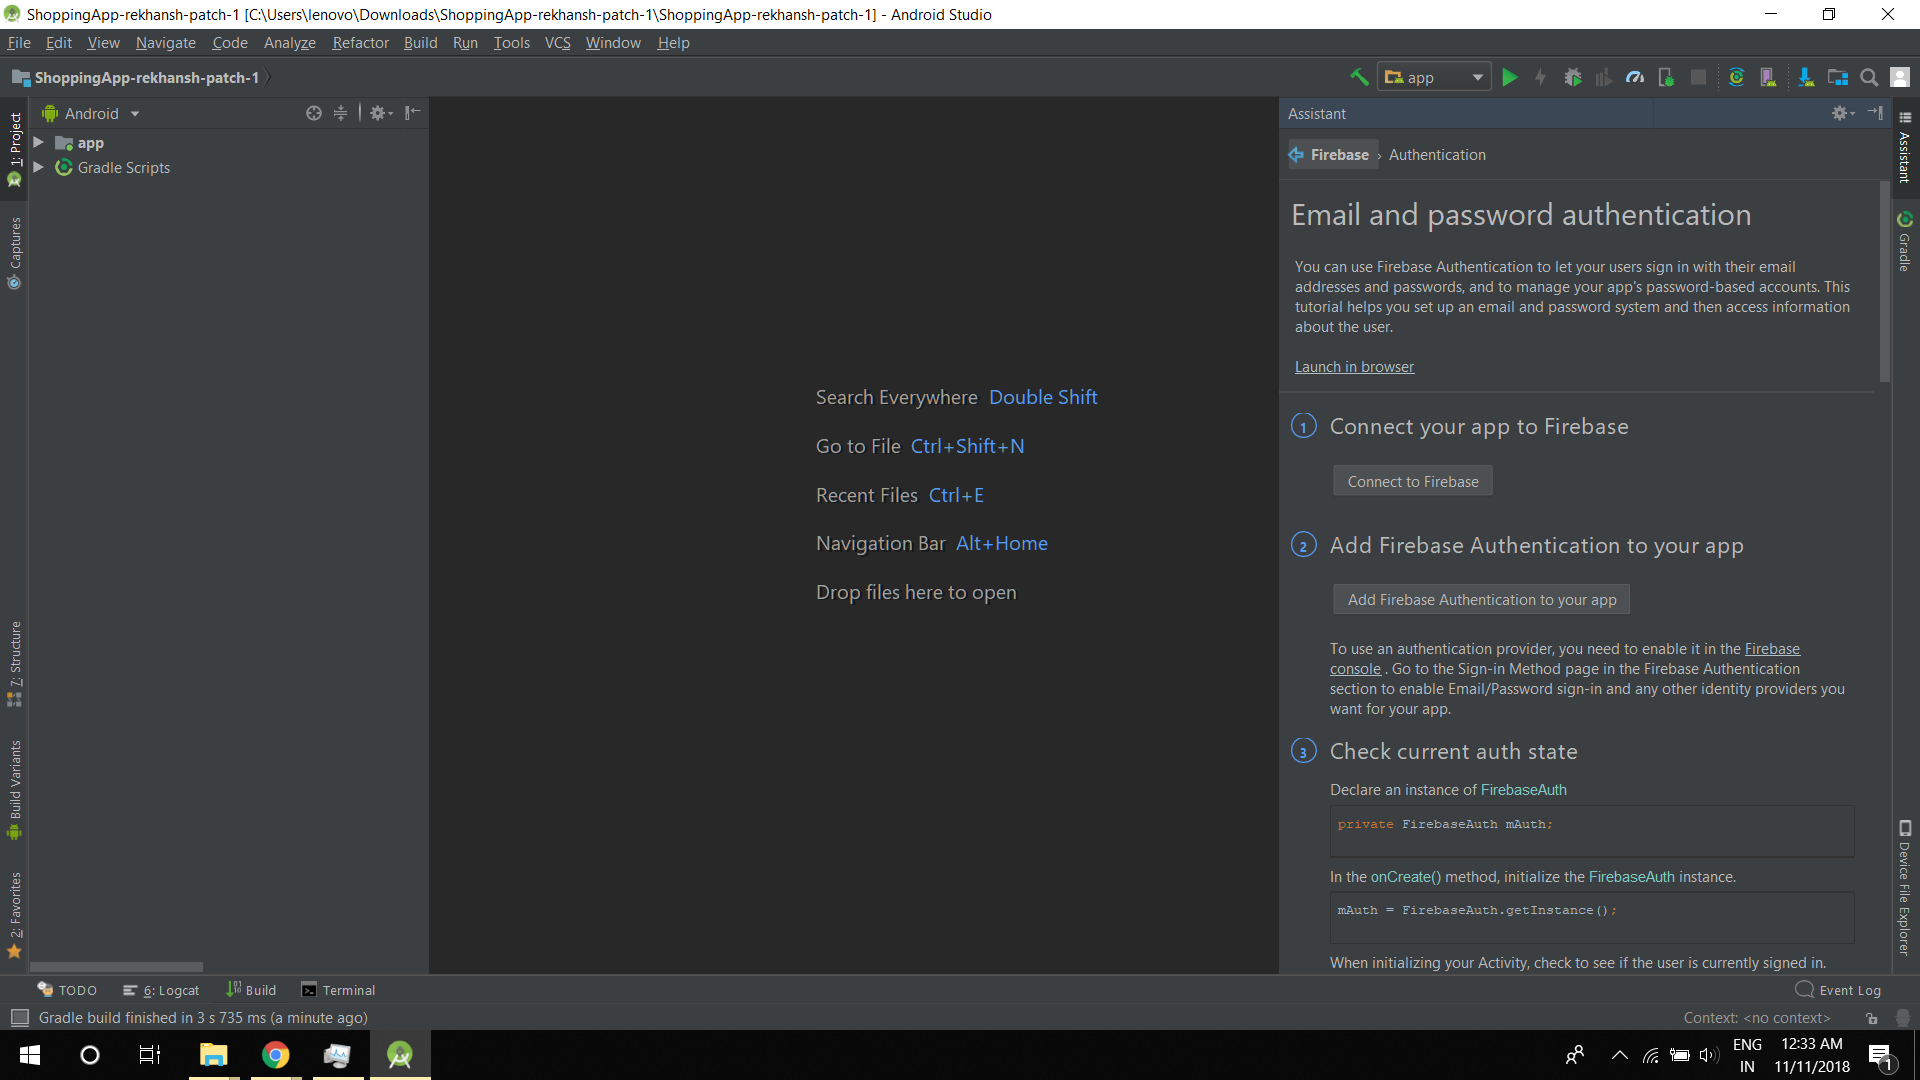 ShoppingApp-rekhansh-patch-1 [C:\Users\lenovo\Downloads\ShoppingApp-rekhansh-patch-1\ShoppingApp-rekhansh-patch-1] - Android Studio
File Edit View Navigate Code Analyze Refactor Build Run Tools VCS Window Help
ShoppingApp-rekhansh-patch-1
app
Android
app
Gradle Scripts
1: Project
Captures
7: Structure
Build Variants
2: Favorites
Search Everywhere Double Shift
Go to File Ctrl+Shift+N
Recent Files Ctrl+E
Navigation Bar Alt+Home
Drop files here to open
Assistant
Firebase › Authentication
Email and password authentication
You can use Firebase Authentication to let your users sign in with their email
addresses and passwords, and to manage your app's password-based accounts. This
tutorial helps you set up an email and password system and then access information
about the user.
Launch in browser
1 Connect your app to Firebase
Connect to Firebase
2 Add Firebase Authentication to your app
Add Firebase Authentication to your app
To use an authentication provider, you need to enable it in the Firebase
console . Go to the Sign-in Method page in the Firebase Authentication
section to enable Email/Password sign-in and any other identity providers you
want for your app.
3 Check current auth state
Declare an instance of FirebaseAuth
private FirebaseAuth mAuth;
In the onCreate() method, initialize the FirebaseAuth instance.
mAuth = FirebaseAuth.getInstance();
When initializing your Activity, check to see if the user is currently signed in.
Assistant
Gradle
Device File Explorer
TODO 6: Logcat Build Terminal
Event Log
Gradle build finished in 3 s 735 ms (a minute ago)
Context: <no context>
ENG
IN
12:33 AM
11/11/2018
1